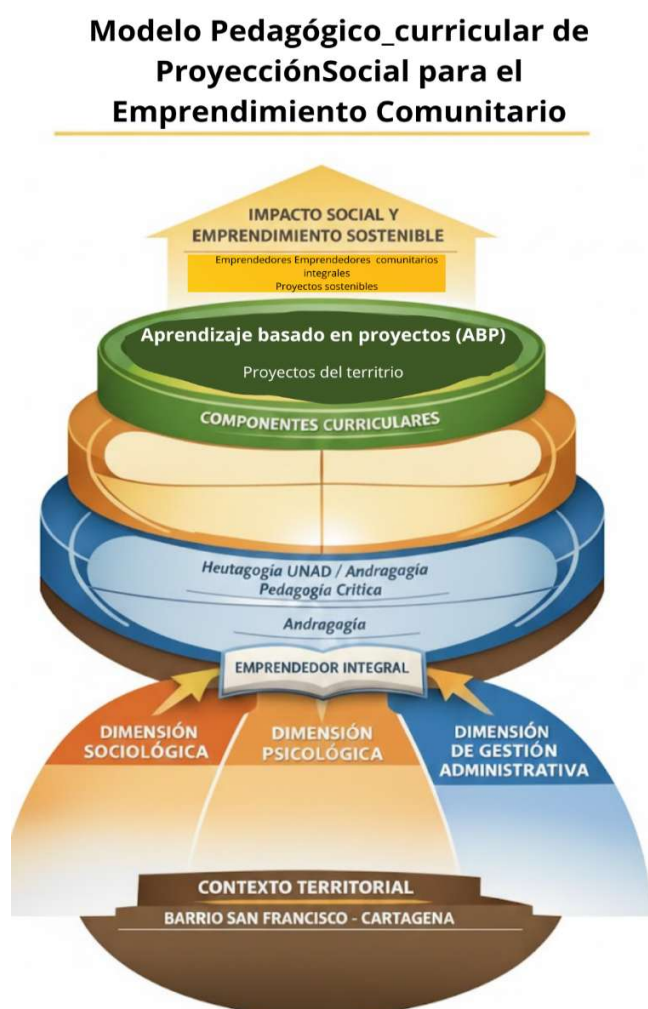 Modelo Pedagógico_curricular de
ProyecciónSocial para el
Emprendimiento Comunitario
IMPACTO SOCIAL Y
EMPRENDIMIENTO SOSTENIBLE
Emprendedores Emprendedores comunitarios
integrales
Proyectos sostenibles
Aprendizaje basado en proyectos (ABP)
Proyectos del territrio
COMPONENTES CURRICULARES
Heutagogía UNAD / Andragagía
Pedagogía Critica
Andragagía
EMPRENDEDOR INTEGRAL
DIMENSIÓN
SOCIOLÓGICA
DIMENSIÓN
PSICOLÓGICA
DIMENSIÓN
DE GESTIÓN
ADMINISTRATIVA
CONTEXTO TERRITORIAL
BARRIO SAN FRANCISCO - CARTAGENA